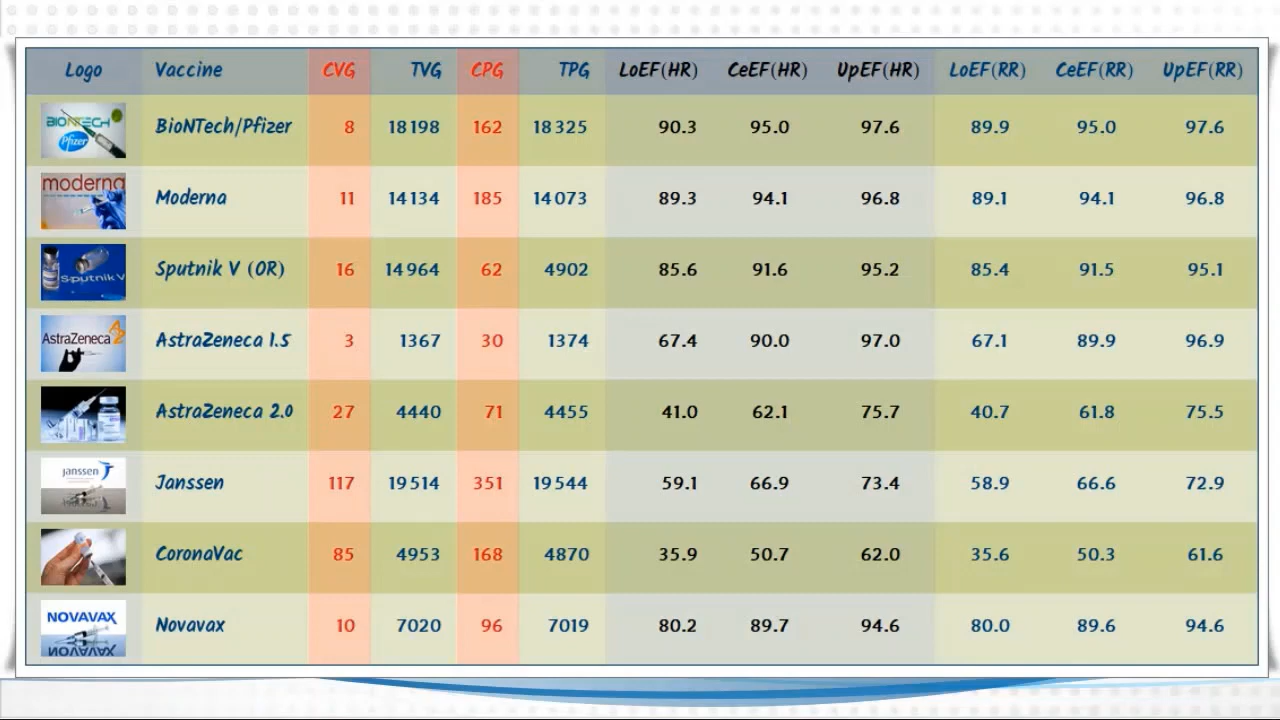 Logo Vaccine CVG TVG CPG TPG LoEF(HR) CeEF(HR) UpEF(HR) LoEF(RR) CeEF(RR) UpEF(RR)
BIONTECH Pfizer BioNTech/Pfizer 8 18198 162 18325 90.3 95.0 97.6 89.9 95.0 97.6
moderna Moderna 11 14134 185 14073 89.3 94.1 96.8 89.1 94.1 96.8
Sputnik V Sputnik V (OR) 16 14964 62 4902 85.6 91.6 95.2 85.4 91.5 95.1
AstraZeneca AstraZeneca 1.5 3 1367 30 1374 67.4 90.0 97.0 67.1 89.9 96.9
AstraZeneca 2.0 27 4440 71 4455 41.0 62.1 75.7 40.7 61.8 75.5
janssen Janssen 117 19514 351 19544 59.1 66.9 73.4 58.9 66.6 72.9
CoronaVac 85 4953 168 4870 35.9 50.7 62.0 35.6 50.3 61.6
NOVAVAX Novavax 10 7020 96 7019 80.2 89.7 94.6 80.0 89.6 94.6